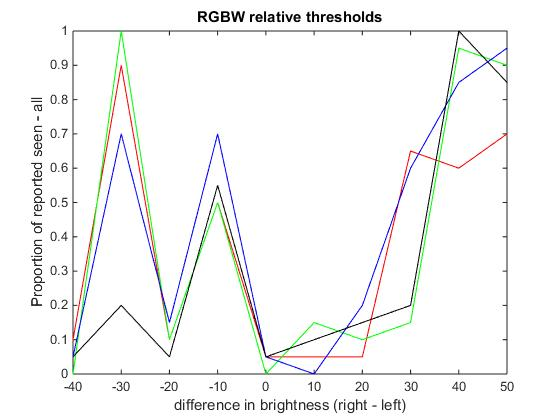 RGBW relative thresholds
Proportion of reported seen - all
1
0.9
0.8
0.7
0.6
0.5
0.4
0.3
0.2
0.1
0
-40 -30 -20 -10 0 10 20 30 40 50
difference in brightness (right - left)